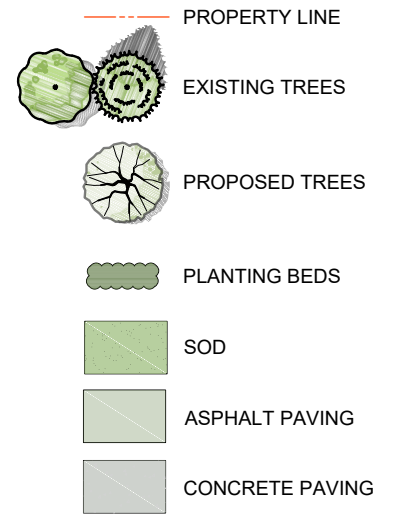 PROPERTY LINE
EXISTING TREES
PROPOSED TREES
PLANTING BEDS
SOD
ASPHALT PAVING
CONCRETE PAVING